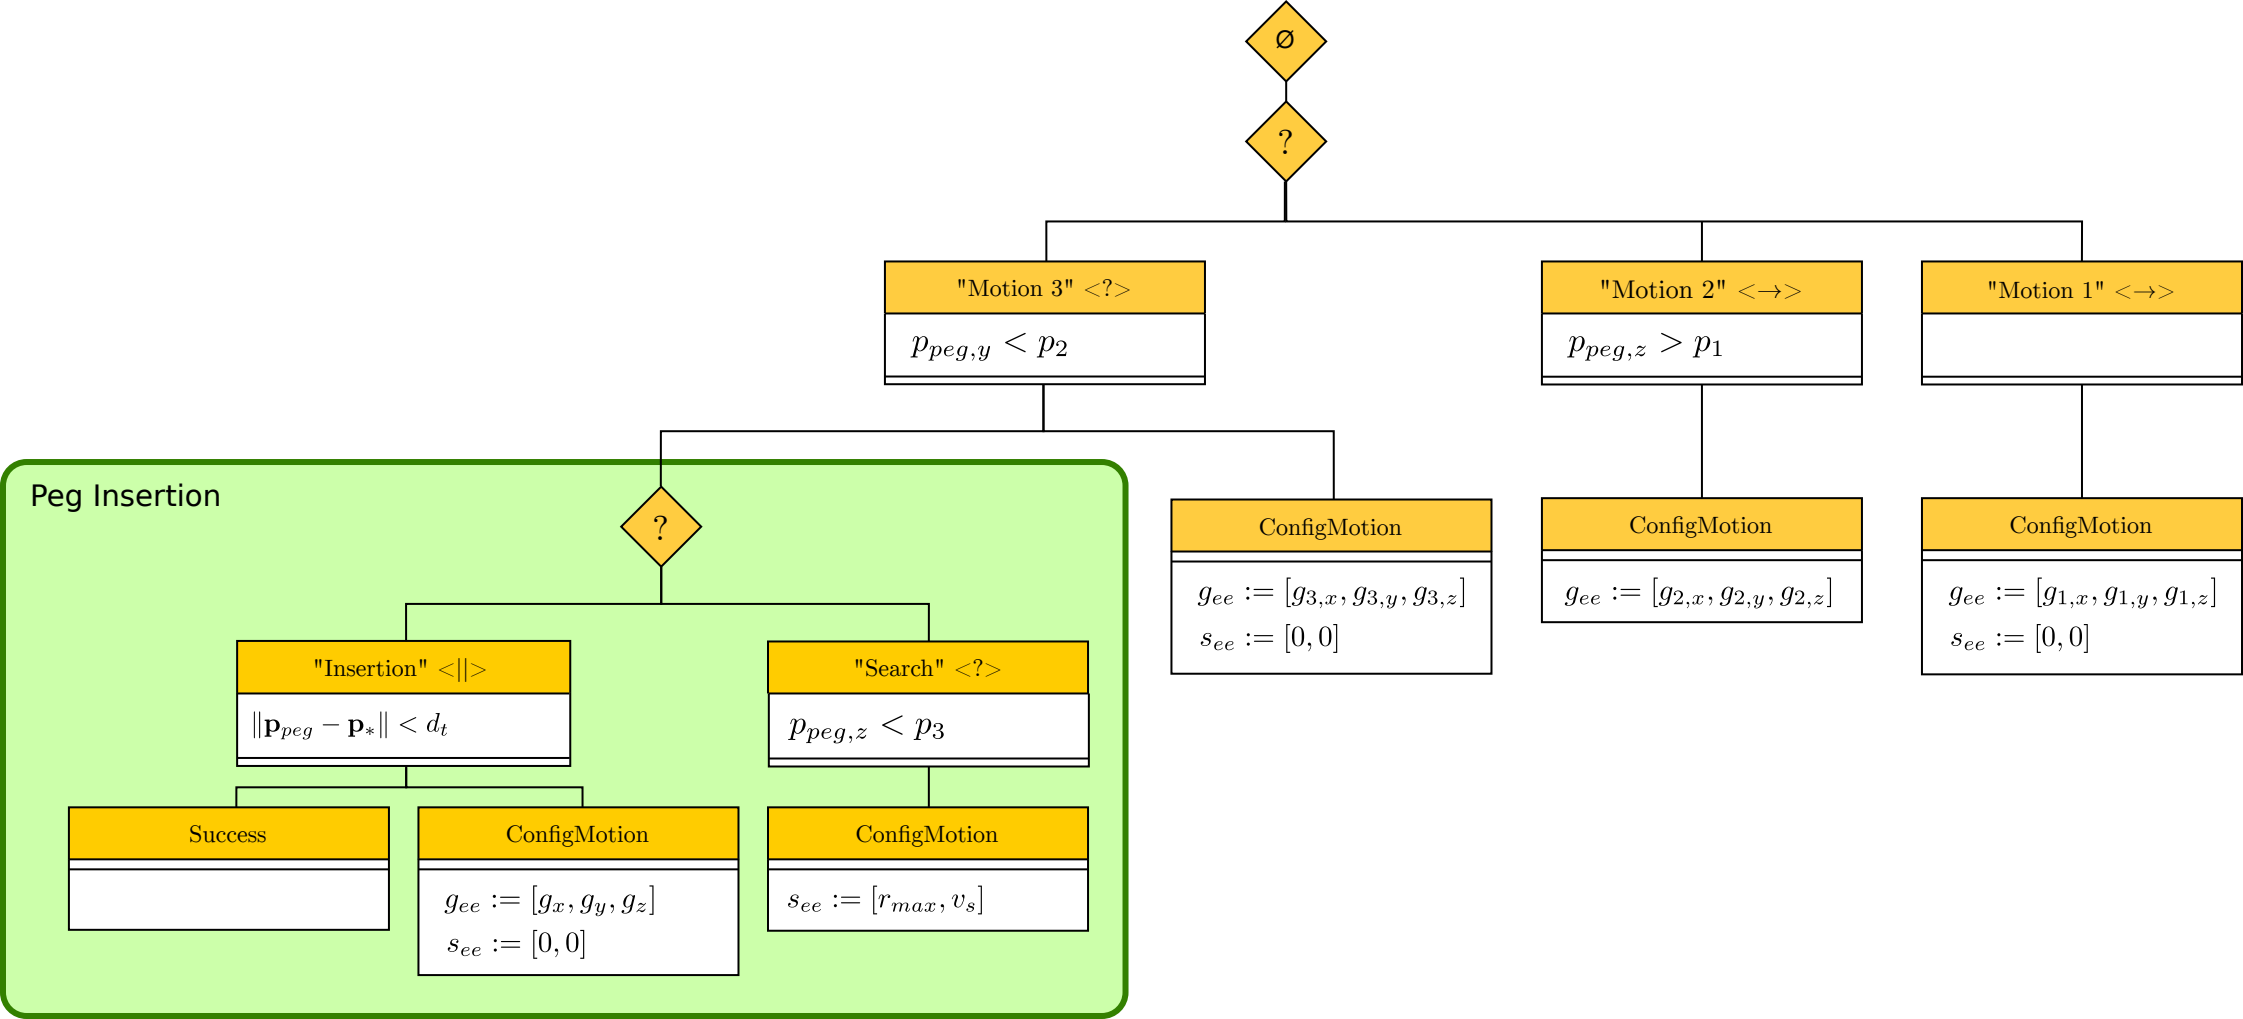 Ø
?
"Motion 3" <?>
p_{peg,y} < p_2
"Motion 2" <→>
p_{peg,z} > p_1
"Motion 1" <→>
Peg Insertion
?
ConfigMotion
g_{ee} := [g_{3,x}, g_{3,y}, g_{3,z}]
s_{ee} := [0, 0]
ConfigMotion
g_{ee} := [g_{2,x}, g_{2,y}, g_{2,z}]
ConfigMotion
g_{ee} := [g_{1,x}, g_{1,y}, g_{1,z}]
s_{ee} := [0, 0]
"Insertion" <||>
‖𝐩_{peg} − 𝐩_*‖ < d_t
"Search" <?>
p_{peg,z} < p_3
Success
ConfigMotion
g_{ee} := [g_x, g_y, g_z]
s_{ee} := [0, 0]
ConfigMotion
s_{ee} := [r_{max}, v_s]